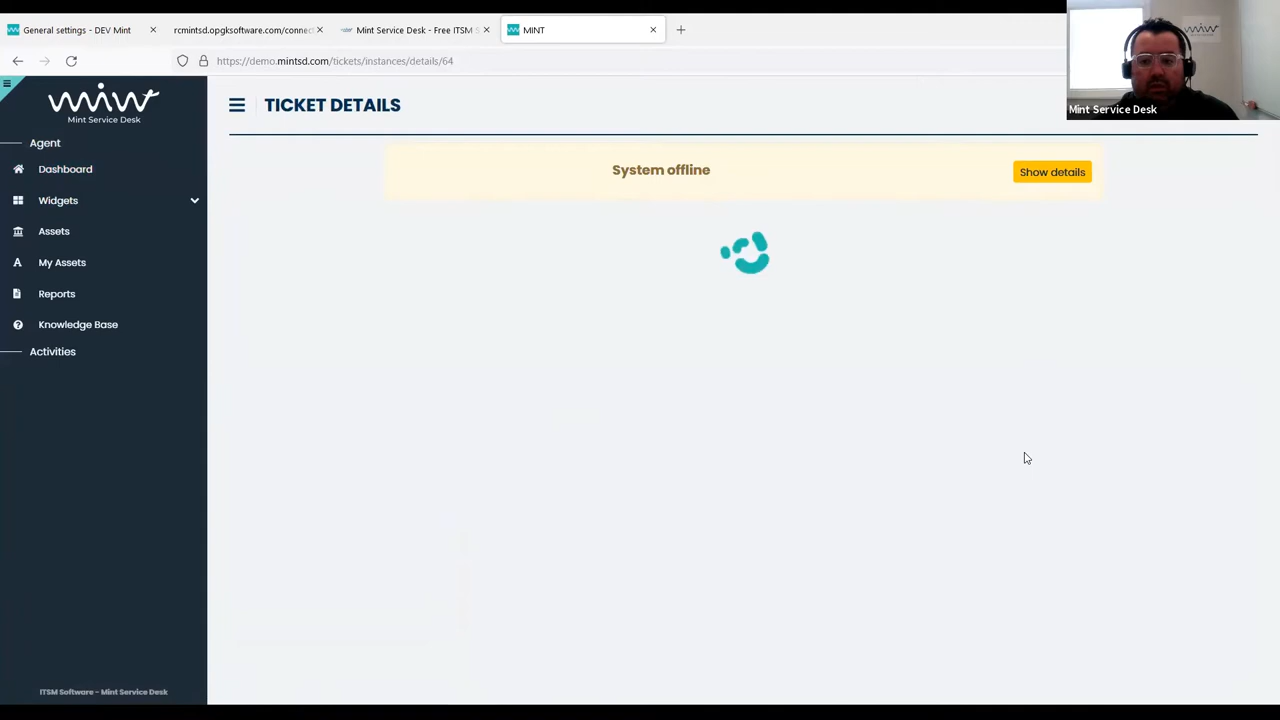 General settings - DEV Mint
rcmintsd.opgksoftware.com/connect
Mint Service Desk - Free ITSM S
MINT
https://demo.mintsd.com/tickets/instances/details/64
Mint Service Desk
miw
Mint Service Desk
TICKET DETAILS
Agent
System offline
Show details
Dashboard
Widgets
Assets
My Assets
Reports
Knowledge Base
Activities
ITSM Software - Mint Service Desk